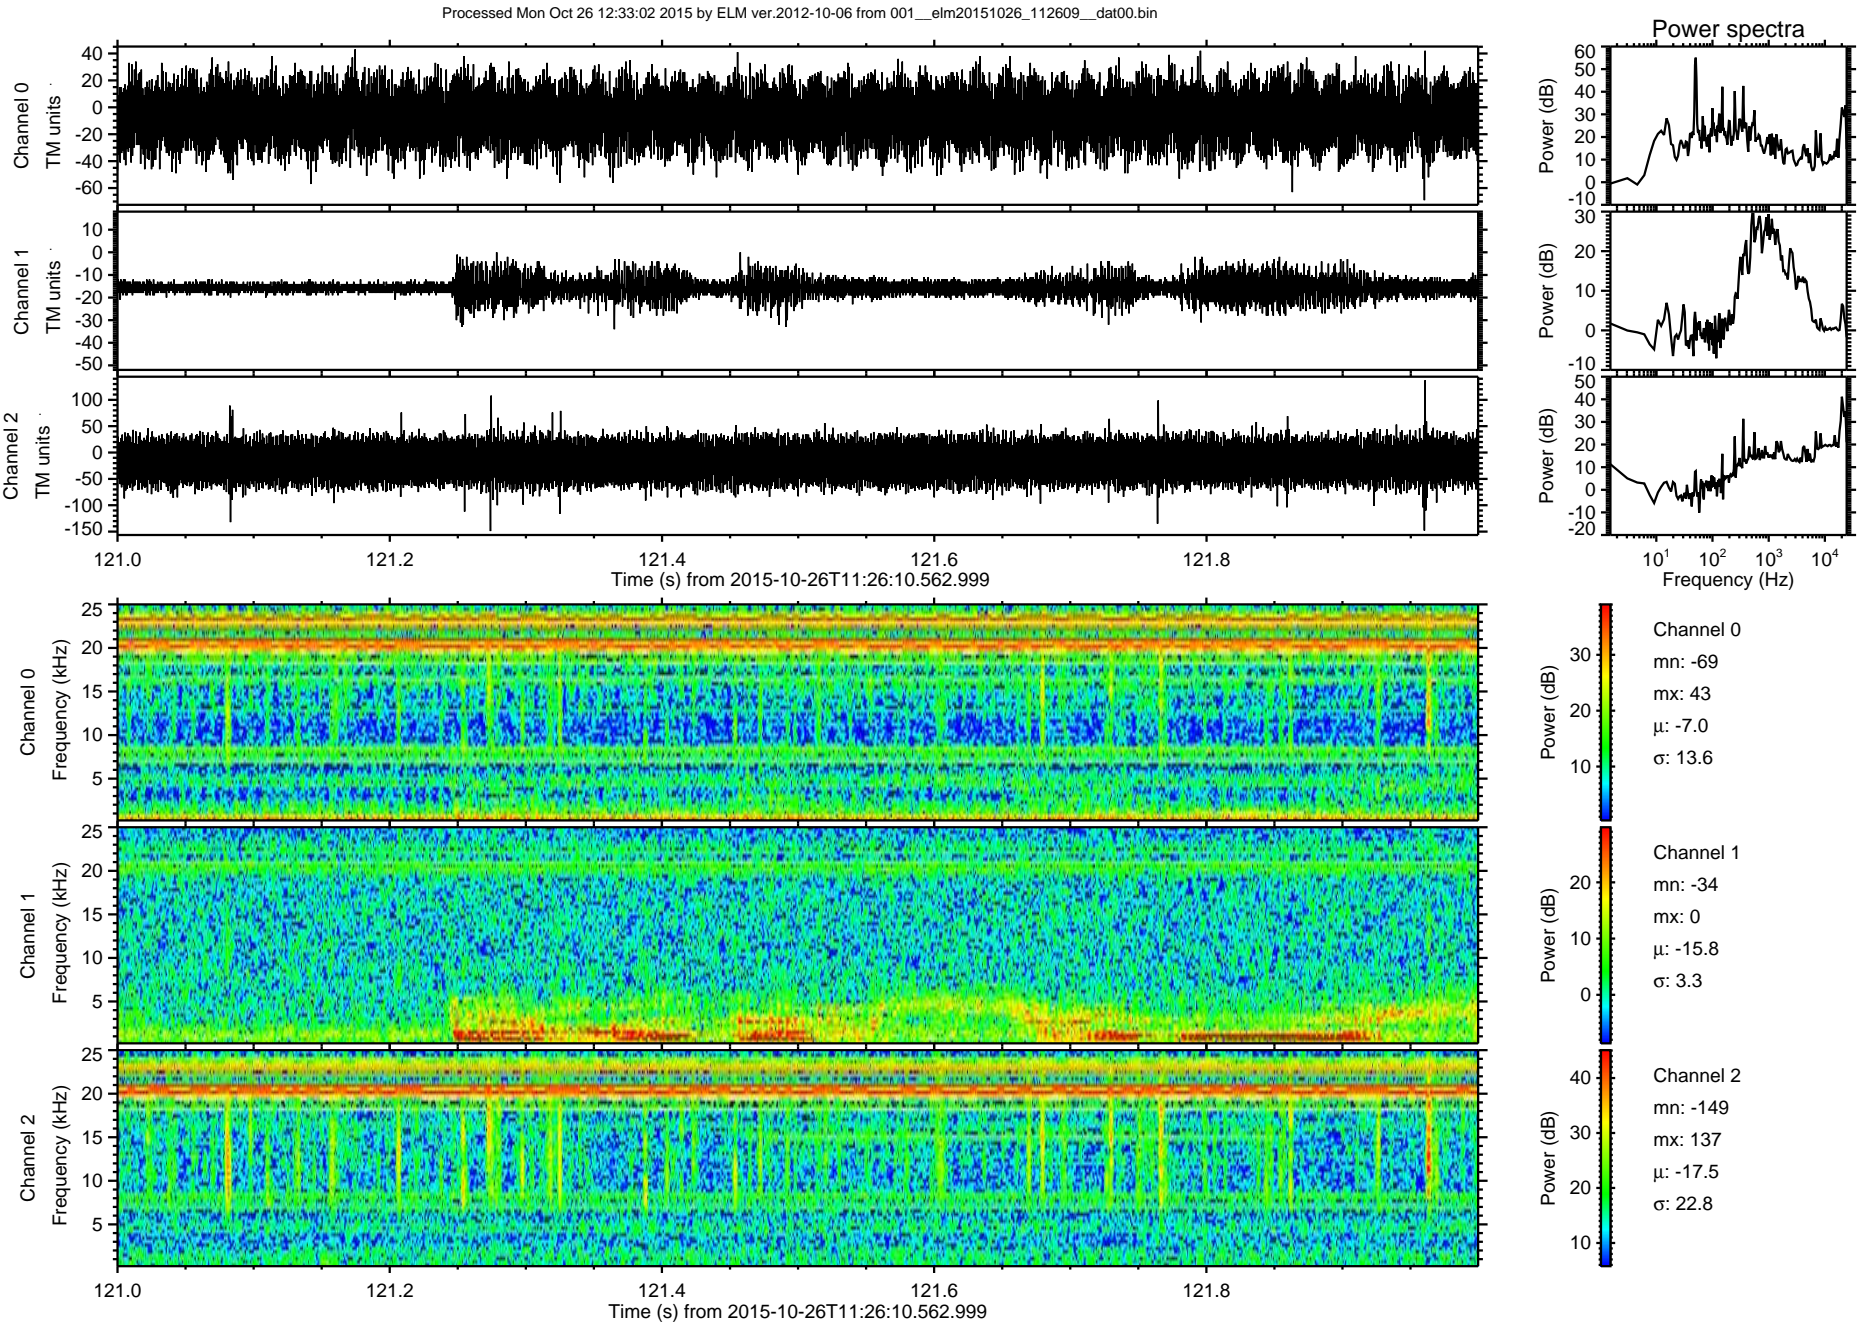 Processed Mon Oct 26 12:33:02 2015 by ELM ver.2012-10-06 from 001__elm20151026_112609__dat00.bin
Power spectra
Channel 0
TM units
40
20
0
-20
-40
-60
Power (dB)
60
50
40
30
20
10
0
-10
Channel 1
TM units
10
0
-10
-20
-30
-40
-50
Power (dB)
30
20
10
0
-10
Channel 2
TM units
100
50
0
-50
-100
-150
Power (dB)
50
40
30
20
10
0
-10
-20
121.0 121.2 121.4 121.6 121.8
Time (s) from 2015-10-26T11:26:10.562.999
10^1 10^2 10^3 10^4
Frequency (Hz)
Channel 0
Frequency (kHz)
25
20
15
10
5
Power (dB)
30
20
10
Channel 0
mn: -69
mx: 43
μ: -7.0
σ: 13.6
Channel 1
Frequency (kHz)
25
20
15
10
5
Power (dB)
20
10
0
Channel 1
mn: -34
mx: 0
μ: -15.8
σ: 3.3
Channel 2
Frequency (kHz)
25
20
15
10
5
Power (dB)
40
30
20
10
Channel 2
mn: -149
mx: 137
μ: -17.5
σ: 22.8
121.0 121.2 121.4 121.6 121.8
Time (s) from 2015-10-26T11:26:10.562.999